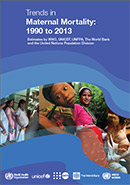 Trends in
Maternal Mortality:
1990 to 2013
Estimates by WHO, UNICEF, UNFPA, The World Bank
and the United Nations Population Division
unicef